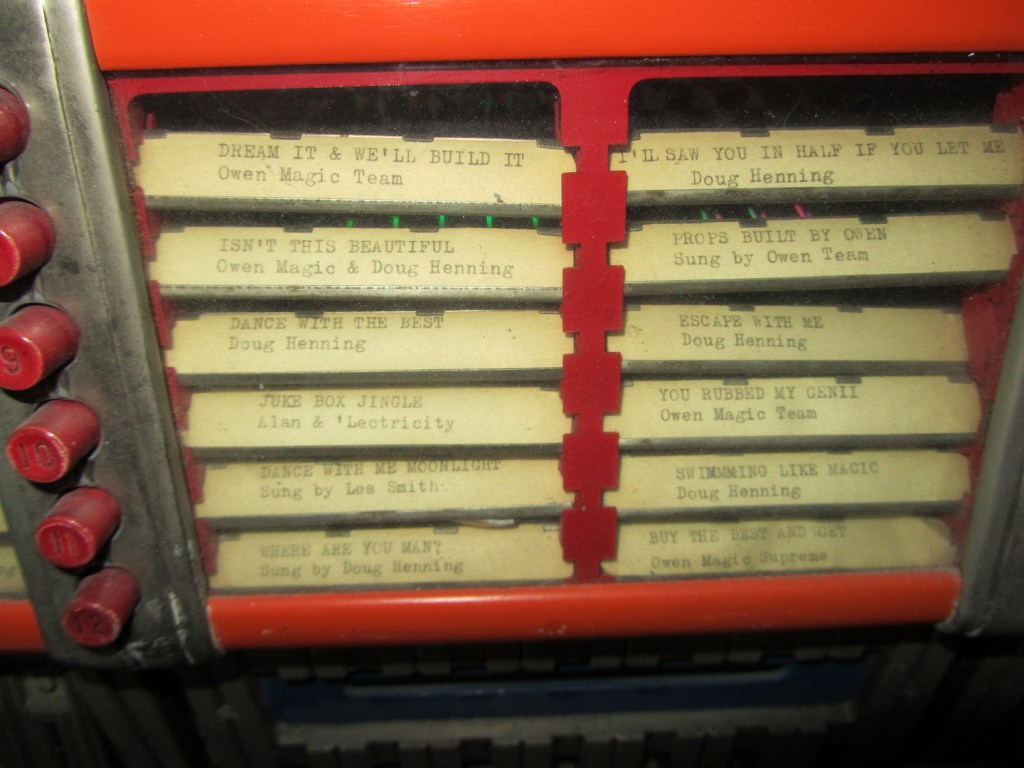 DREAM IT & WE'LL BUILD IT
Owen Magic Team
ISN'T THIS BEAUTIFUL
Owen Magic & Doug Henning
DANCE WITH THE BEST
Doug Henning
JUKE BOX JINGLE
Alan & 'Lectricity
DANCE WITH ME MOONLIGHT
Sung by Les Smith
WHERE ARE YOU MAN?
Sung by Doug Henning
I'LL SAW YOU IN HALF IF YOU LET ME
Doug Henning
PROPS BUILT BY OWEN
Sung by Owen Team
ESCAPE WITH ME
Doug Henning
YOU RUBBED MY GENII
Owen Magic Team
SWIMMMING LIKE MAGIC
Doug Henning
BUY THE BEST AND GET
Owen Magic Supreme
9
10
11
12